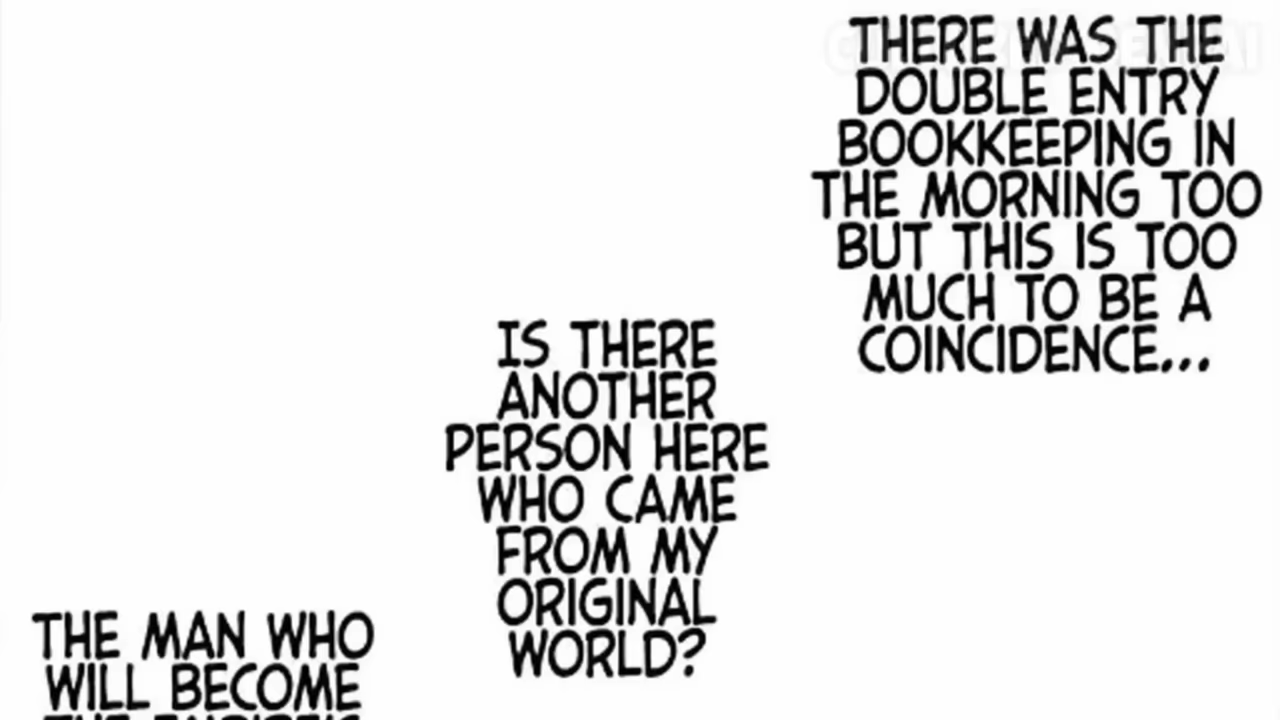 THERE WAS THE
DOUBLE ENTRY
BOOKKEEPING IN
THE MORNING TOO
BUT THIS IS TOO
MUCH TO BE A
COINCIDENCE...
IS THERE
ANOTHER
PERSON HERE
WHO CAME
FROM MY
ORIGINAL
WORLD?
THE MAN WHO
WILL BECOME